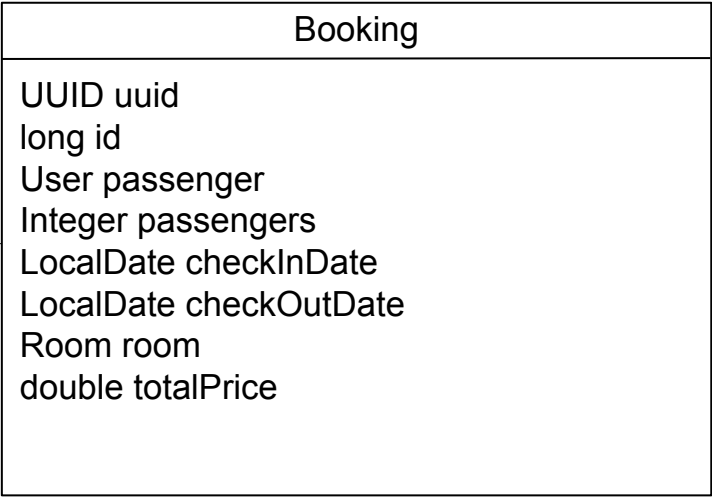 Booking
UUID uuid
long id
User passenger
Integer passengers
LocalDate checkInDate
LocalDate checkOutDate
Room room
double totalPrice